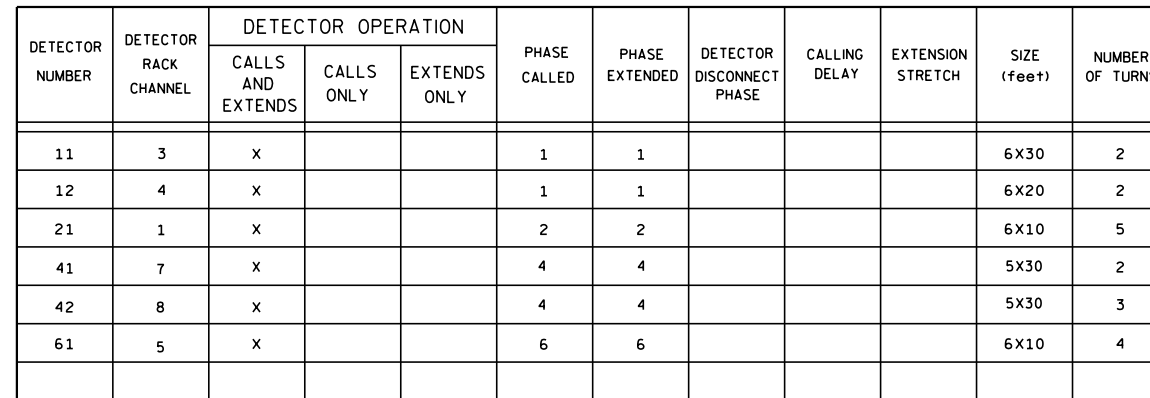 DETECTOR NUMBER
DETECTOR RACK CHANNEL
DETECTOR OPERATION
CALLS AND EXTENDS
CALLS ONLY
EXTENDS ONLY
PHASE CALLED
PHASE EXTENDED
DETECTOR DISCONNECT PHASE
CALLING DELAY
EXTENSION STRETCH
SIZE (feet)
NUMBER OF TURN
11 3 X 1 1 6X30 2
12 4 X 1 1 6X20 2
21 1 X 2 2 6X10 5
41 7 X 4 4 5X30 2
42 8 X 4 4 5X30 3
61 5 X 6 6 6X10 4